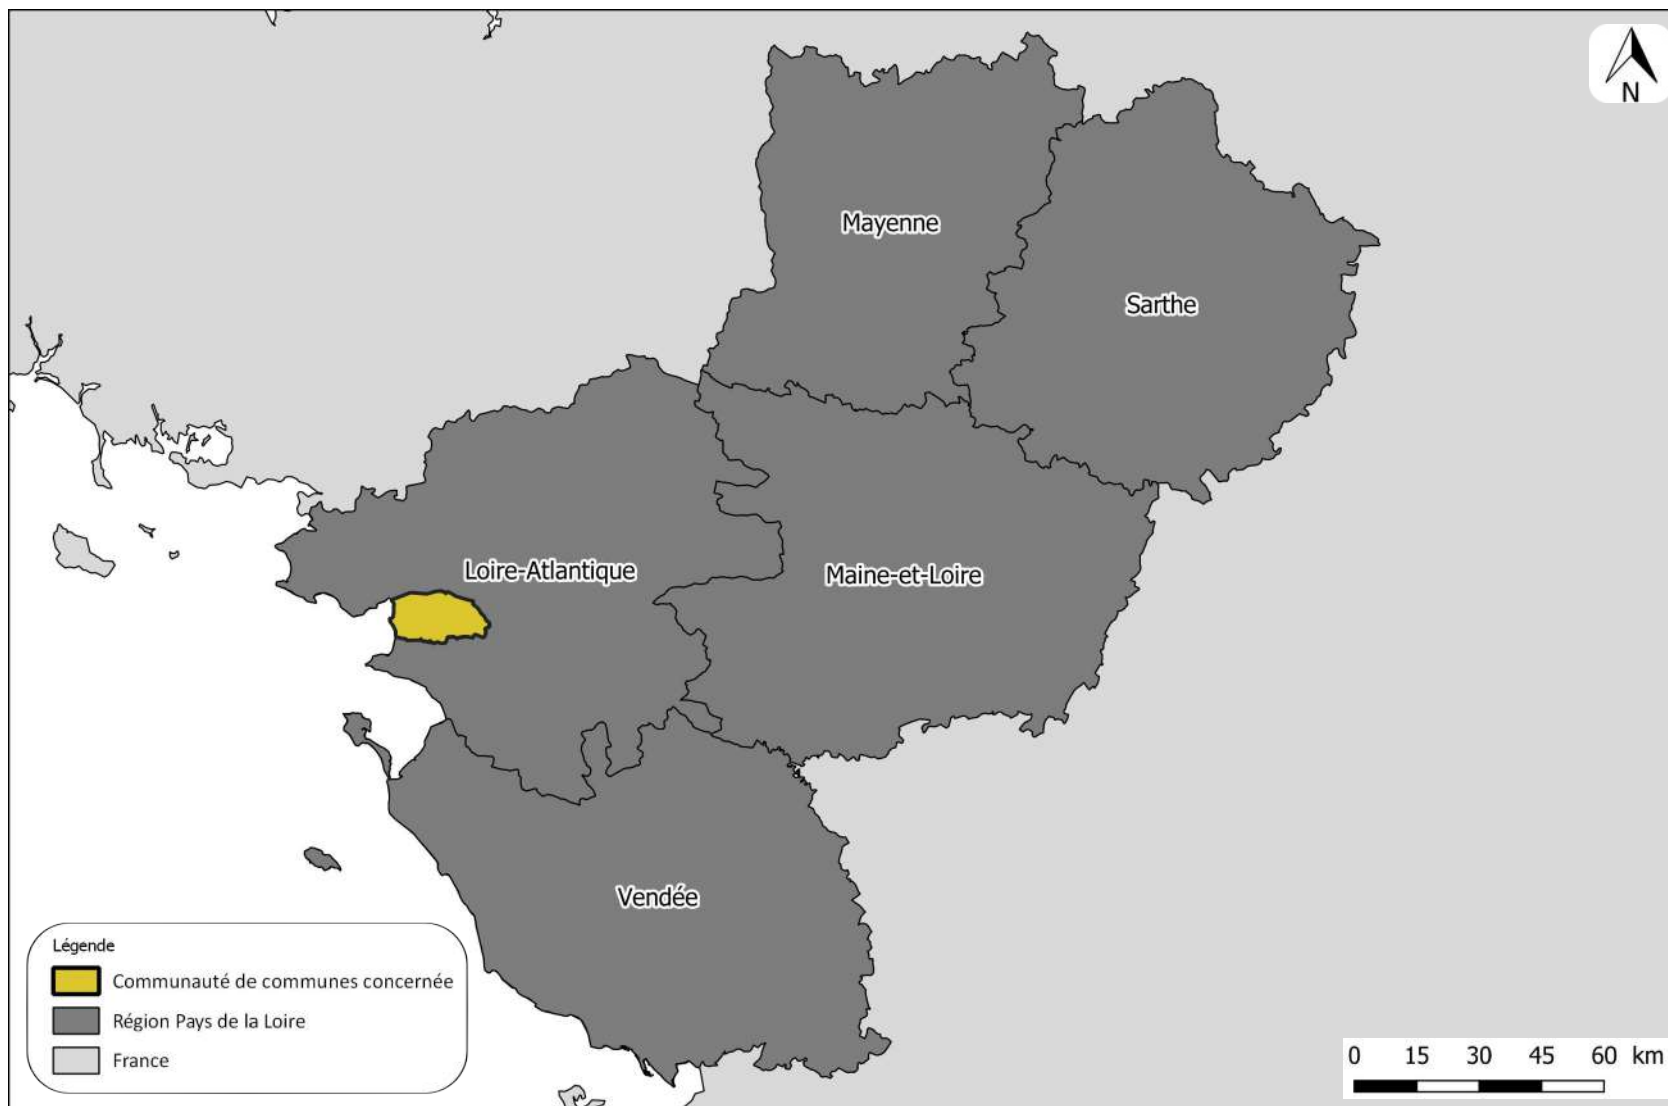 N
Mayenne
Sarthe
Loire-Atlantique
Maine-et-Loire
Vendée
Légende
Communauté de communes concernée
Région Pays de la Loire
France
0 15 30 45 60 km